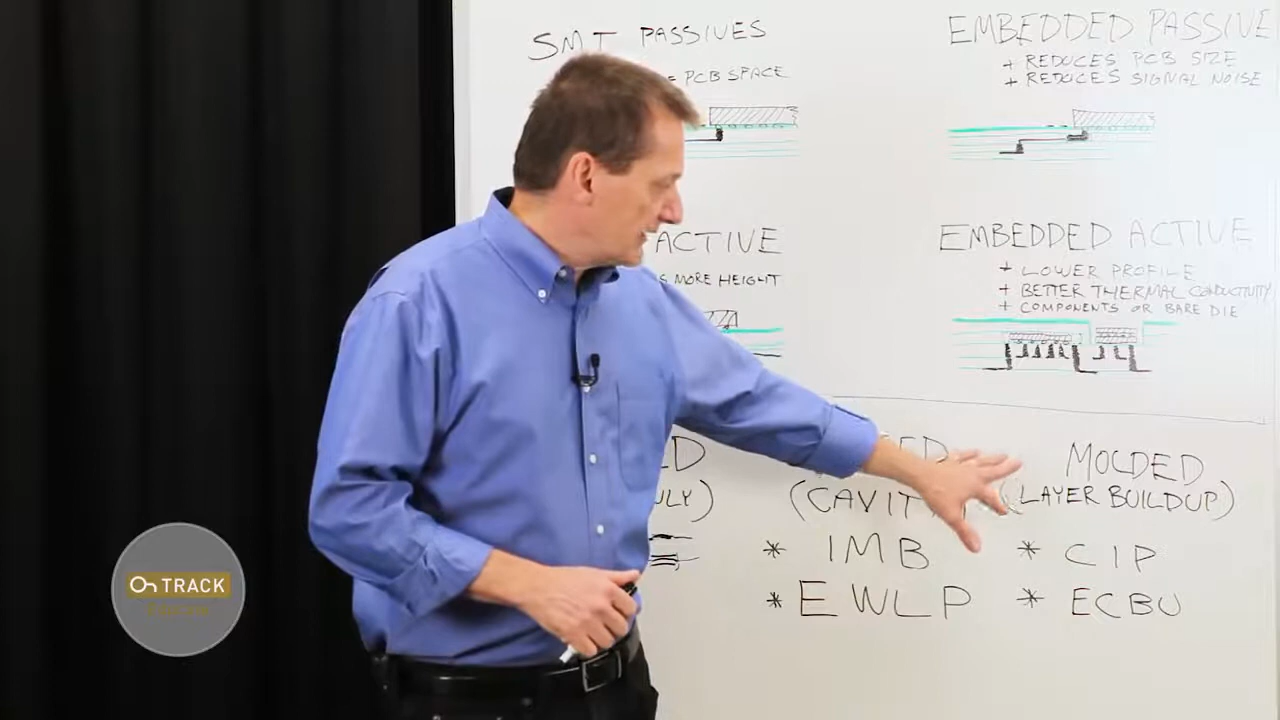 SMT PASSIVES
PCB SPACE
EMBEDDED PASSIVE
+ REDUCES PCB SIZE
+ REDUCES SIGNAL NOISE
ACTIVE
MORE HEIGHT
EMBEDDED ACTIVE
+ LOWER PROFILE
+ BETTER THERMAL CONDUCTIVITY
+ COMPONENTS OR BARE DIE
MOLDED
(LAYER BUILDUP)
* IMB
* EWLP
* CIP
* ECBU
On TRACK